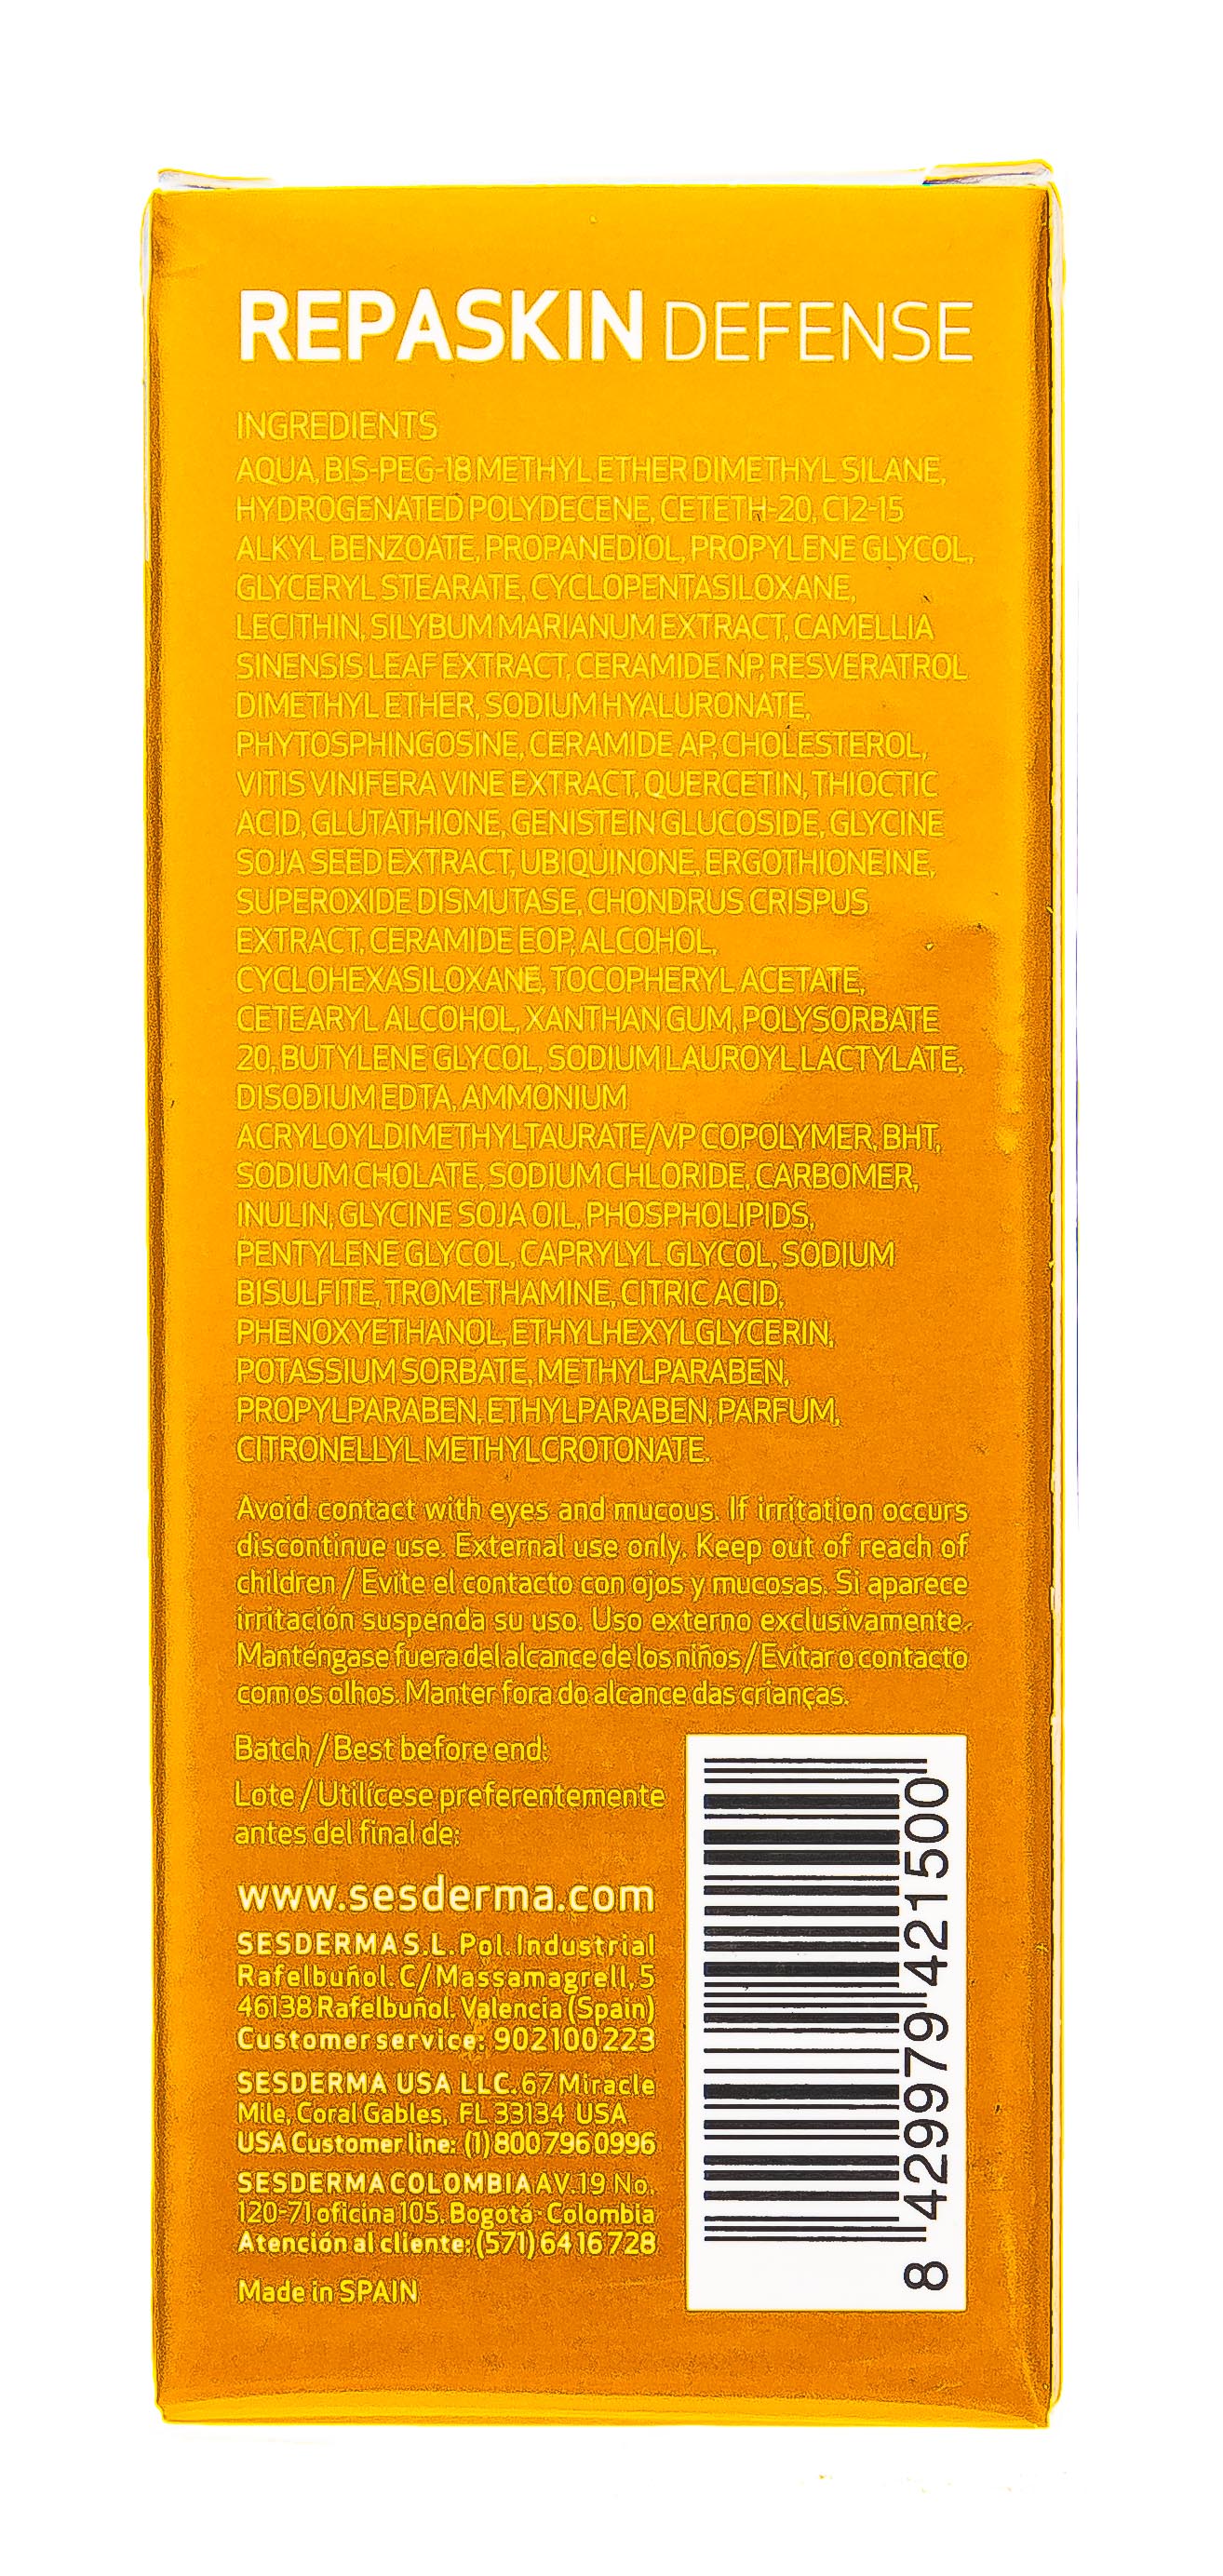 REPASKIN DEFENSE
INGREDIENTS
AQUA, BIS-PEG-18 METHYL ETHER DIMETHYL SILANE,
HYDROGENATED POLYDECENE, CETETH-20, C12-15
ALKYL BENZOATE, PROPANEDIOL, PROPYLENE GLYCOL,
GLYCERYL STEARATE, CYCLOPENTASILOXANE,
LECITHIN, SILYBUM MARIANUM EXTRACT, CAMELLIA
SINENSIS LEAF EXTRACT, CERAMIDE NP, RESVERATROL
DIMETHYL ETHER, SODIUM HYALURONATE,
PHYTOSPHINGOSINE, CERAMIDE AP, CHOLESTEROL,
VITIS VINIFERA VINE EXTRACT, QUERCETIN, THIOCTIC
ACID, GLUTATHIONE, GENISTEIN GLUCOSIDE, GLYCINE
SOJA SEED EXTRACT, UBIQUINONE, ERGOTHIONEINE,
SUPEROXIDE DISMUTASE, CHONDRUS CRISPUS
EXTRACT, CERAMIDE EOP, ALCOHOL,
CYCLOHEXASILOXANE, TOCOPHERYL ACETATE,
CETEARYL ALCOHOL, XANTHAN GUM, POLYSORBATE
20, BUTYLENE GLYCOL, SODIUM LAUROYL LACTYLATE,
DISODIUM EDTA, AMMONIUM
ACRYLOYLDIMETHYLTAURATE/VP COPOLYMER, BHT,
SODIUM CHOLATE, SODIUM CHLORIDE, CARBOMER,
INULIN, GLYCINE SOJA OIL, PHOSPHOLIPIDS,
PENTYLENE GLYCOL, CAPRYLYL GLYCOL, SODIUM
BISULFITE, TROMETHAMINE, CITRIC ACID,
PHENOXYETHANOL, ETHYLHEXYLGLYCERIN,
POTASSIUM SORBATE, METHYLPARABEN,
PROPYLPARABEN, ETHYLPARABEN, PARFUM,
CITRONELLYL METHYLCROTONATE.
Avoid contact with eyes and mucous. If irritation occurs
discontinue use. External use only. Keep out of reach of
children / Evite el contacto con ojos y mucosas. Si aparece
irritación suspenda su uso. Uso externo exclusivamente.
Manténgase fuera del alcance de los niños / Evitar o contacto
com os olhos. Manter fora do alcance das crianças.
Batch / Best before end:
Lote / Utilícese preferentemente
antes del final de:
www.sesderma.com
SESDERMA S.L. Pol. Industrial
Rafelbuñol. C/ Massamagrell, 5
46138 Rafelbuñol. Valencia (Spain)
Customer service: 902 100 223
SESDERMA USA LLC. 67 Miracle
Mile, Coral Gables, FL 33134 USA
USA Customer line: (1) 800 796 0996
SESDERMA COLOMBIA AV. 19 No.
120-71 oficina 105. Bogotá - Colombia
Atención al cliente: (571) 64 16 728
Made in SPAIN
8 429979 421500